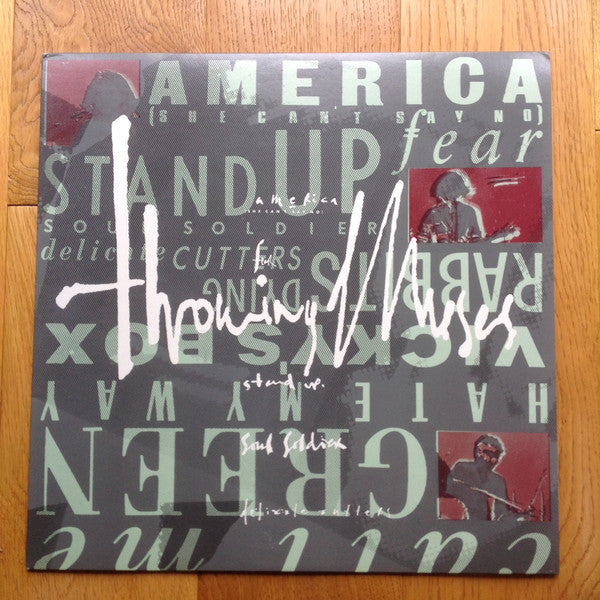 AMERICA
(SHE CAN'T SAY NO)
fear
STAND UP
america
(SHE CAN'T SAY NO)
SOUL SOLDIER
delicate CUTTERS
fear
throwing Muses
RABBITS DYING
VICKY'S BOX
stand up.
HATE MY WAY
soul soldier
GREEN
delicate cutters
call me